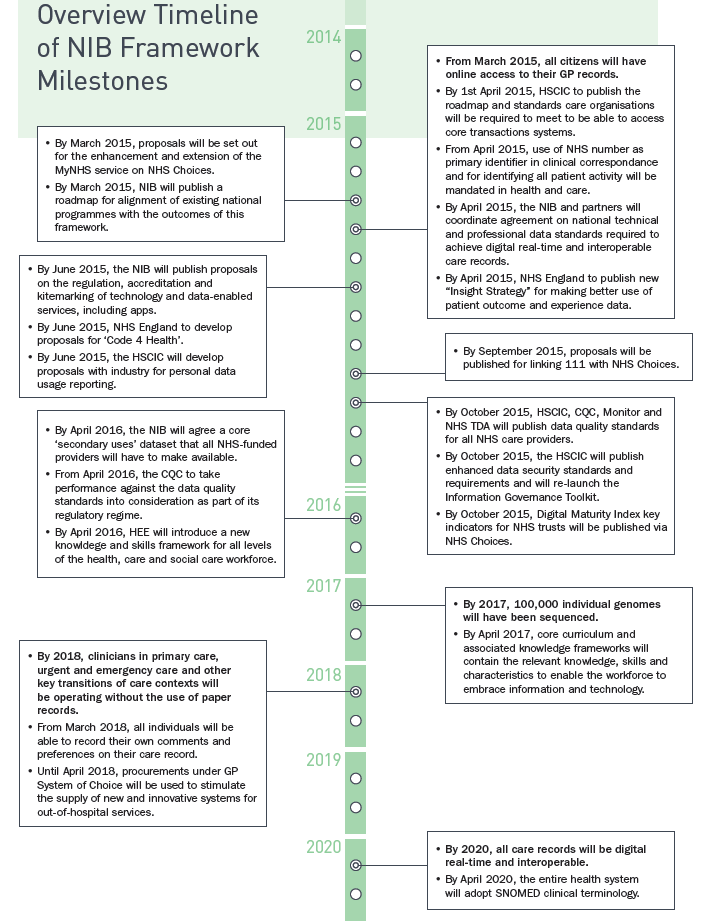 Overview Timeline
of NIB Framework
Milestones
2014
• From March 2015, all citizens will have
online access to their GP records.
• By 1st April 2015, HSCIC to publish the
roadmap and standards care organisations
will be required to meet to be able to access
core transactions systems.
• From April 2015, use of NHS number as
primary identifier in clinical correspondance
and for identifying all patient activity will be
mandated in health and care.
• By April 2015, the NIB and partners will
coordinate agreement on national technical
and professional data standards required to
achieve digital real-time and interoperable
care records.
• By April 2015, NHS England to publish new
“Insight Strategy” for making better use of
patient outcome and experience data.
2015
• By March 2015, proposals will be set out
for the enhancement and extension of the
MyNHS service on NHS Choices.
• By March 2015, NIB will publish a
roadmap for alignment of existing national
programmes with the outcomes of this
framework.
• By June 2015, the NIB will publish proposals
on the regulation, accreditation and
kitemarking of technology and data-enabled
services, including apps.
• By June 2015, NHS England to develop
proposals for ‘Code 4 Health’.
• By June 2015, the HSCIC will develop
proposals with industry for personal data
usage reporting.
• By September 2015, proposals will be
published for linking 111 with NHS Choices.
• By October 2015, HSCIC, CQC, Monitor and
NHS TDA will publish data quality standards
for all NHS care providers.
• By October 2015, the HSCIC will publish
enhanced data security standards and
requirements and will re-launch the
Information Governance Toolkit.
• By October 2015, Digital Maturity Index key
indicators for NHS trusts will be published via
NHS Choices.
• By April 2016, the NIB will agree a core
‘secondary uses’ dataset that all NHS-funded
providers will have to make available.
• From April 2016, the CQC to take
performance against the data quality
standards into consideration as part of its
regulatory regime.
• By April 2016, HEE will introduce a new
knowldege and skills framework for all levels
of the health, care and social care workforce.
2016
2017
• By 2017, 100,000 individual genomes
will have been sequenced.
• By April 2017, core curriculum and
associated knowledge frameworks will
contain the relevant knowledge, skills and
characteristics to enable the workforce to
embrace information and technology.
• By 2018, clinicians in primary care,
urgent and emergency care and other
key transitions of care contexts will
be operating without the use of paper
records.
• From March 2018, all individuals will be
able to record their own comments and
preferences on their care record.
• Until April 2018, procurements under GP
System of Choice will be used to stimulate
the supply of new and innovative systems for
out-of-hospital services.
2018
2019
2020
• By 2020, all care records will be digital
real-time and interoperable.
• By April 2020, the entire health system
will adopt SNOMED clinical terminology.